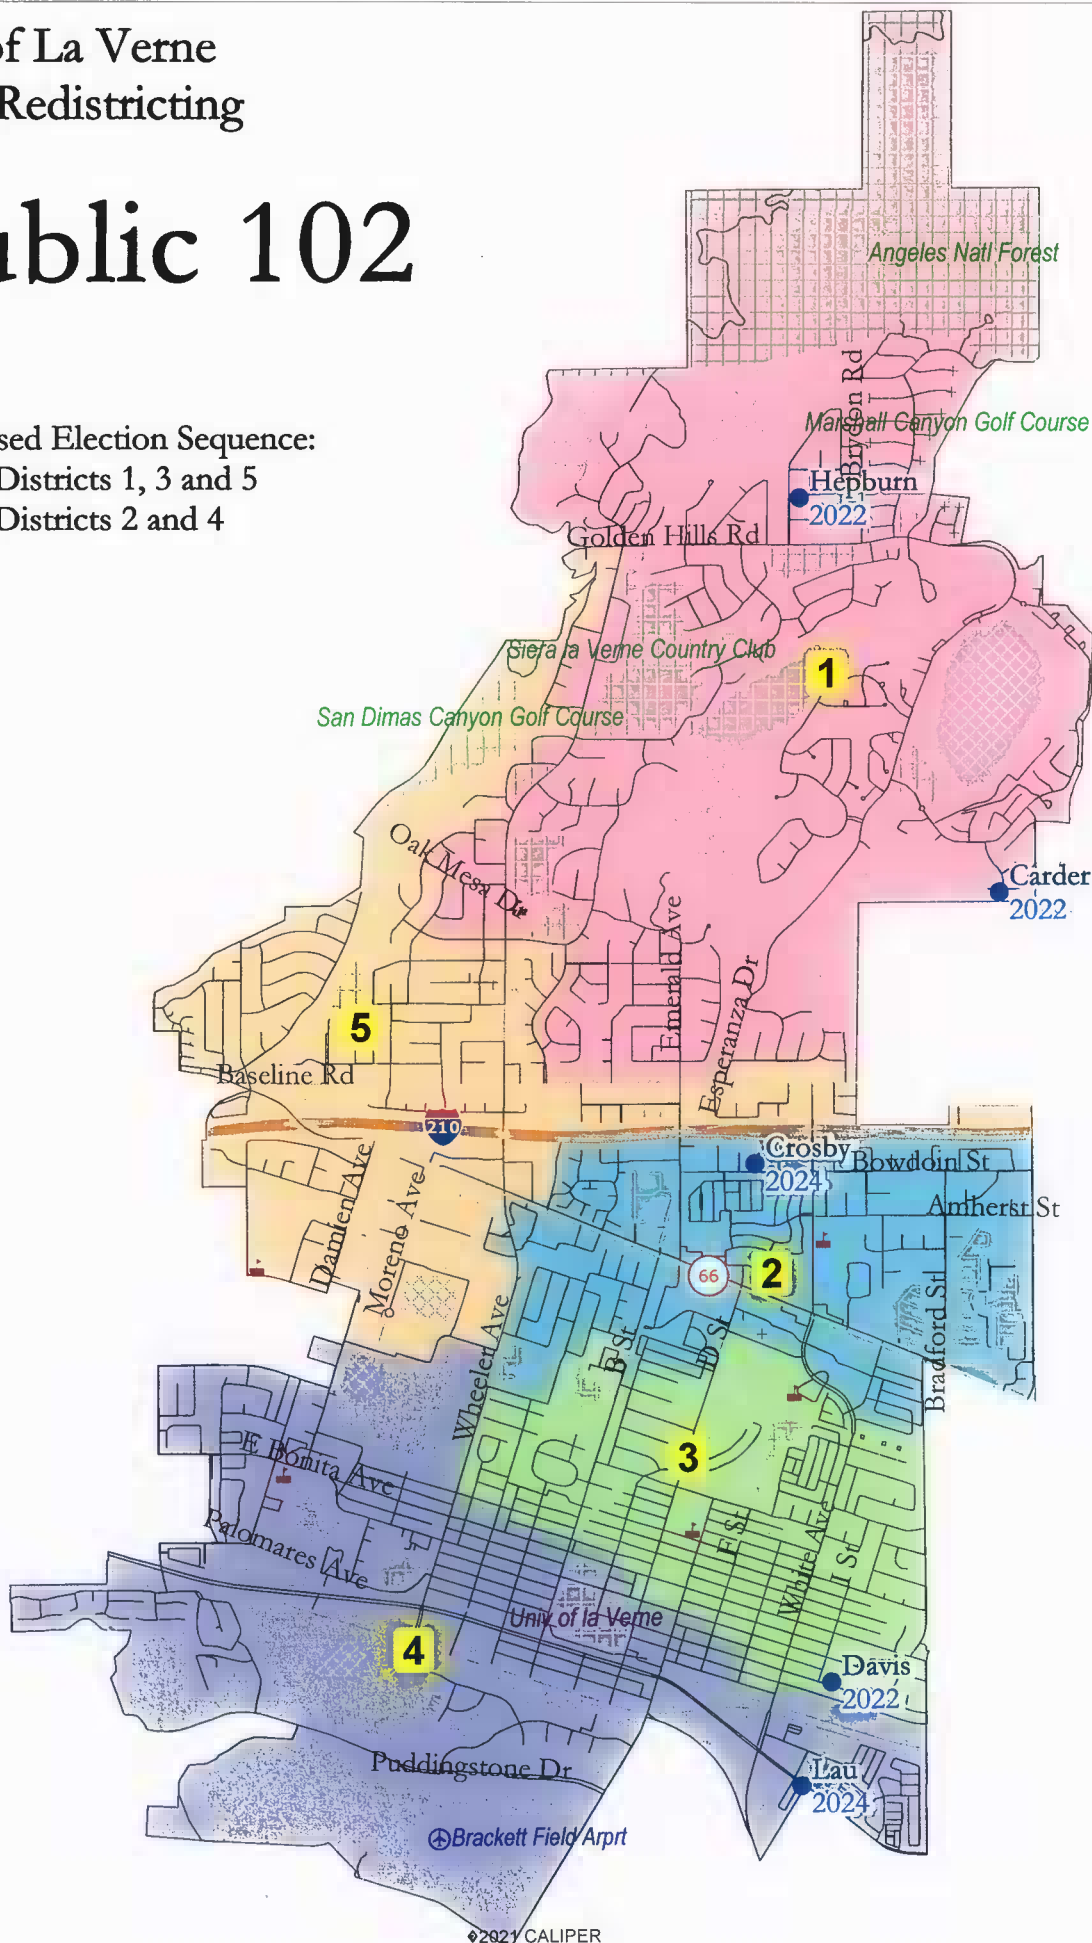 of La Verne
Redistricting
ublic 102
sed Election Sequence:
Districts 1, 3 and 5
Districts 2 and 4
Angeles Natl Forest
Bryson Rd
Marshall Canyon Golf Course
Hepburn
2022
Golden Hills Rd
Siera la Verne Country Club
1
San Dimas Canyon Golf Course
Oak Mesa Dr
Carder
2022
Emerald Ave
Esperanza Dr
5
Baseline Rd
210
Crosby
2024
Bowdoin St
Amherst St
Damien Ave
Moreno Ave
66
2
Bradford St
Wheeler Ave
B St
D St
3
E Bonita Ave
Palomares Ave
F St
White Ave
I St
Univ of la Verne
4
Davis
2022
Puddingstone Dr
Lau
2024
Brackett Field Arprt
�2021 CALIPER